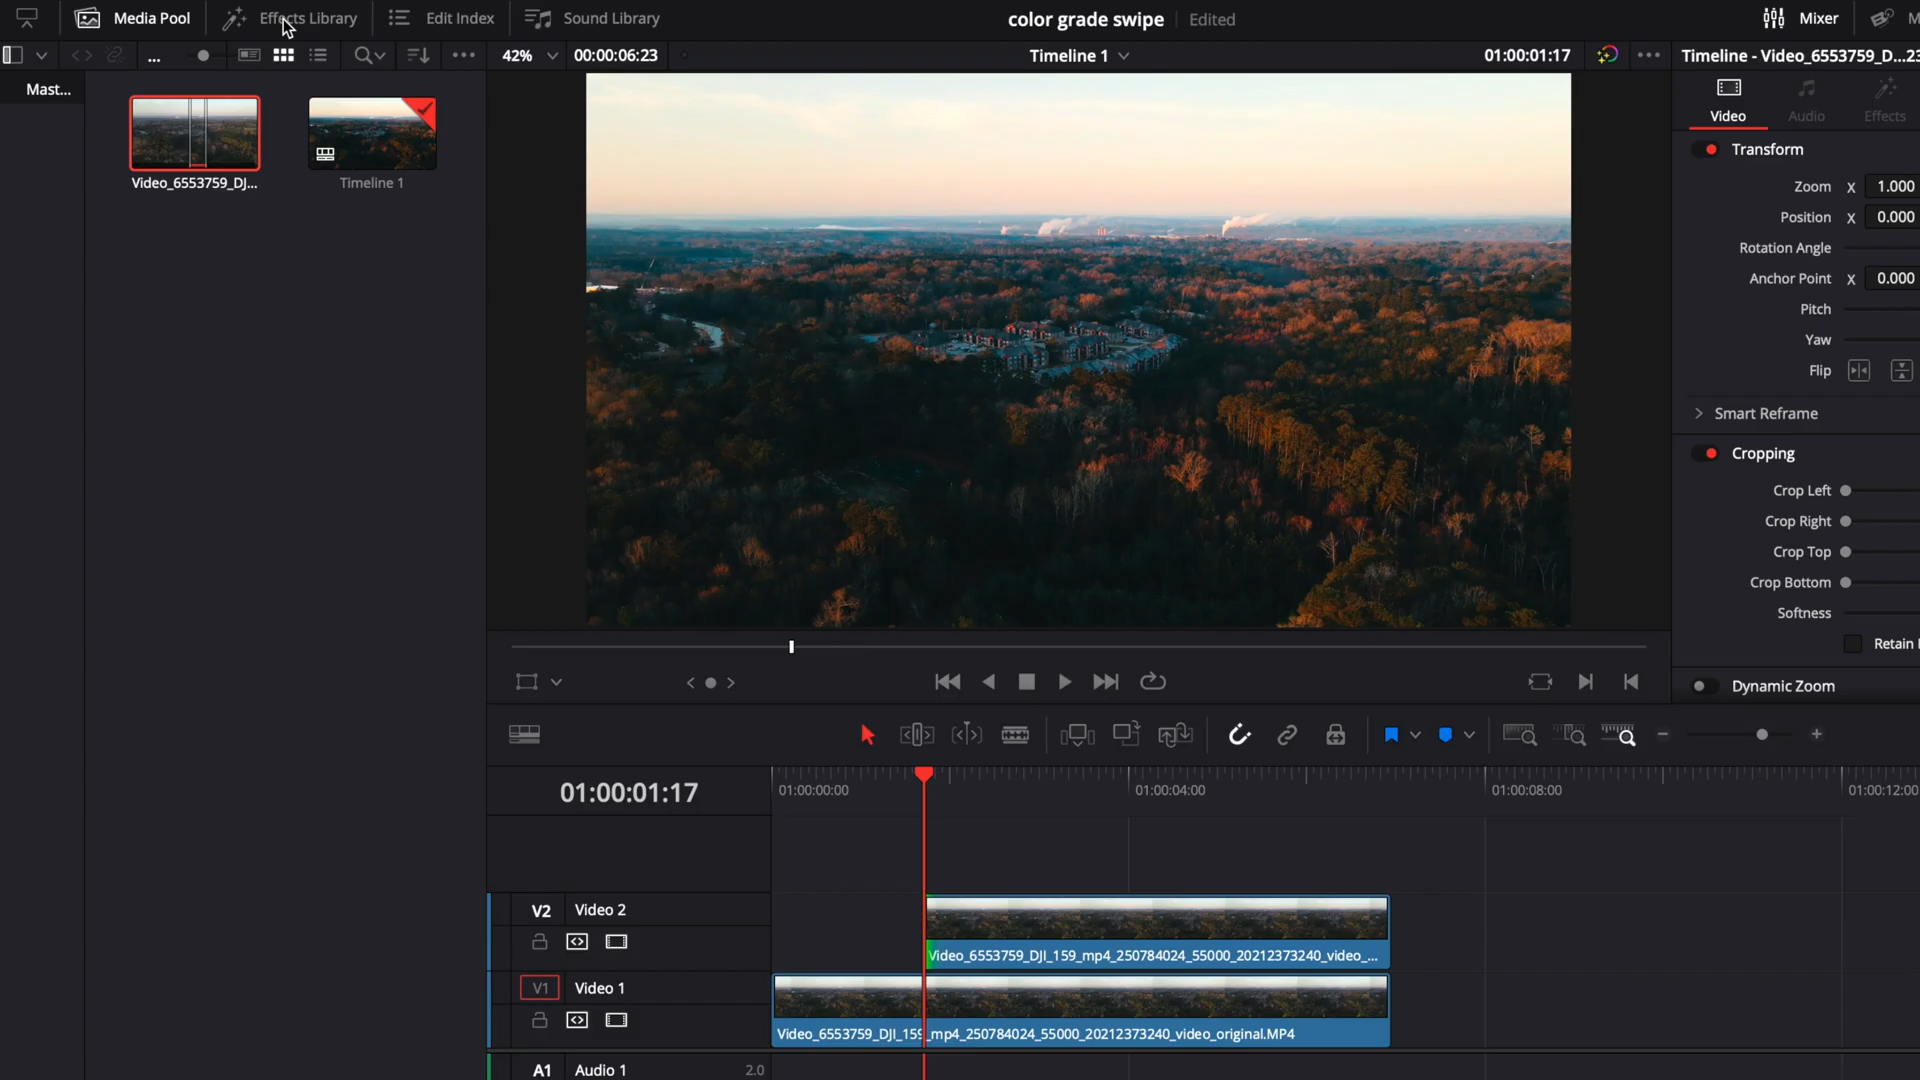 Media Pool
Effects Library
Edit Index
Sound Library
color grade swipe
Edited
Mixer
42%
00:00:06:23
Timeline 1
01:00:01:17
Timeline - Video_6553759_D...23
Mast...
Video_6553759_DJ...
Timeline 1
Video
Audio
Effects
Transform
Zoom X 1.000
Position X 0.000
Rotation Angle
Anchor Point X 0.000
Pitch
Yaw
Flip
Smart Reframe
Cropping
Crop Left
Crop Right
Crop Top
Crop Bottom
Softness
Retain
Dynamic Zoom
01:00:01:17
01:00:00:00
01:00:04:00
01:00:08:00
01:00:12:00
V2 Video 2
Video_6553759_DJI_159_mp4_250784024_55000_20212373240_video_...
V1 Video 1
Video_6553759_DJI_159_mp4_250784024_55000_20212373240_video_original.MP4
A1 Audio 1 2.0